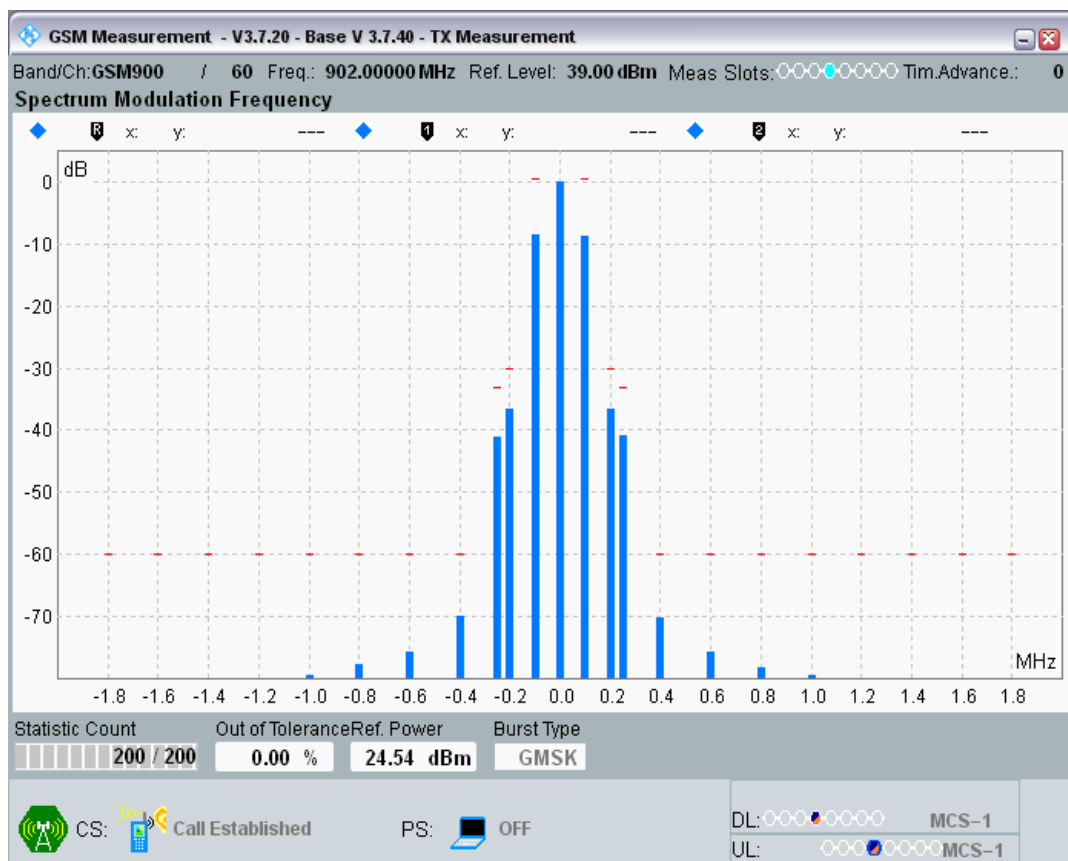 GSM Measurement - V3.7.20 - Base V 3.7.40 - TX Measurement
Band/Ch:GSM900 / 60 Freq.: 902.00000 MHz Ref. Level: 39.00 dBm Meas Slots: Tim.Advance.: 0
Spectrum Modulation Frequency
R x: y: --- 1 x: y: --- 2 x: y: ---
dB
0
-10
-20
-30
-40
-50
-60
-70
MHz
-1.8 -1.6 -1.4 -1.2 -1.0 -0.8 -0.6 -0.4 -0.2 0.0 0.2 0.4 0.6 0.8 1.0 1.2 1.4 1.6 1.8
Statistic Count Out of Tolerance Ref. Power Burst Type
200 / 200 0.00 % 24.54 dBm GMSK
CS: Call Established PS: OFF
DL: MCS-1
UL: MCS-1